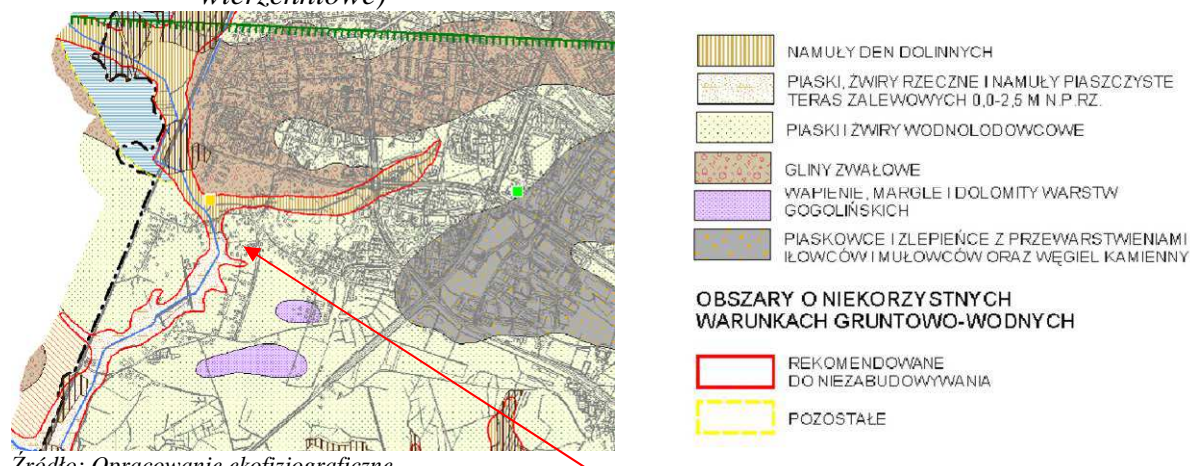 wierzchniowe)
NAMUŁY DEN DOLINNYCH
PIASKI, ŻWIRY RZECZNE I NAMUŁY PIASZCZYSTE
TERAS ZALEWOWYCH 0,0-2,5 M N.P.RZ.
PIASKI I ŻWIRY WODNOLODOWCOWE
GLINY ZWAŁOWE
WAPIENIE, MARGLE I DOLOMITY WARSTW
GOGOLIŃSKICH
PIASKOWCE I ZLEPIEŃCE Z PRZEWARSTWIENIAMI
IŁOWCÓW I MUŁOWCÓW ORAZ WĘGIEL KAMIENNY
OBSZARY O NIEKORZYSTNYCH
WARUNKACH GRUNTOWO-WODNYCH
REKOMENDOWANE
DO NIEZABUDOWYWANIA
POZOSTAŁE
Źródło: Opracowanie ekofizjograficzne